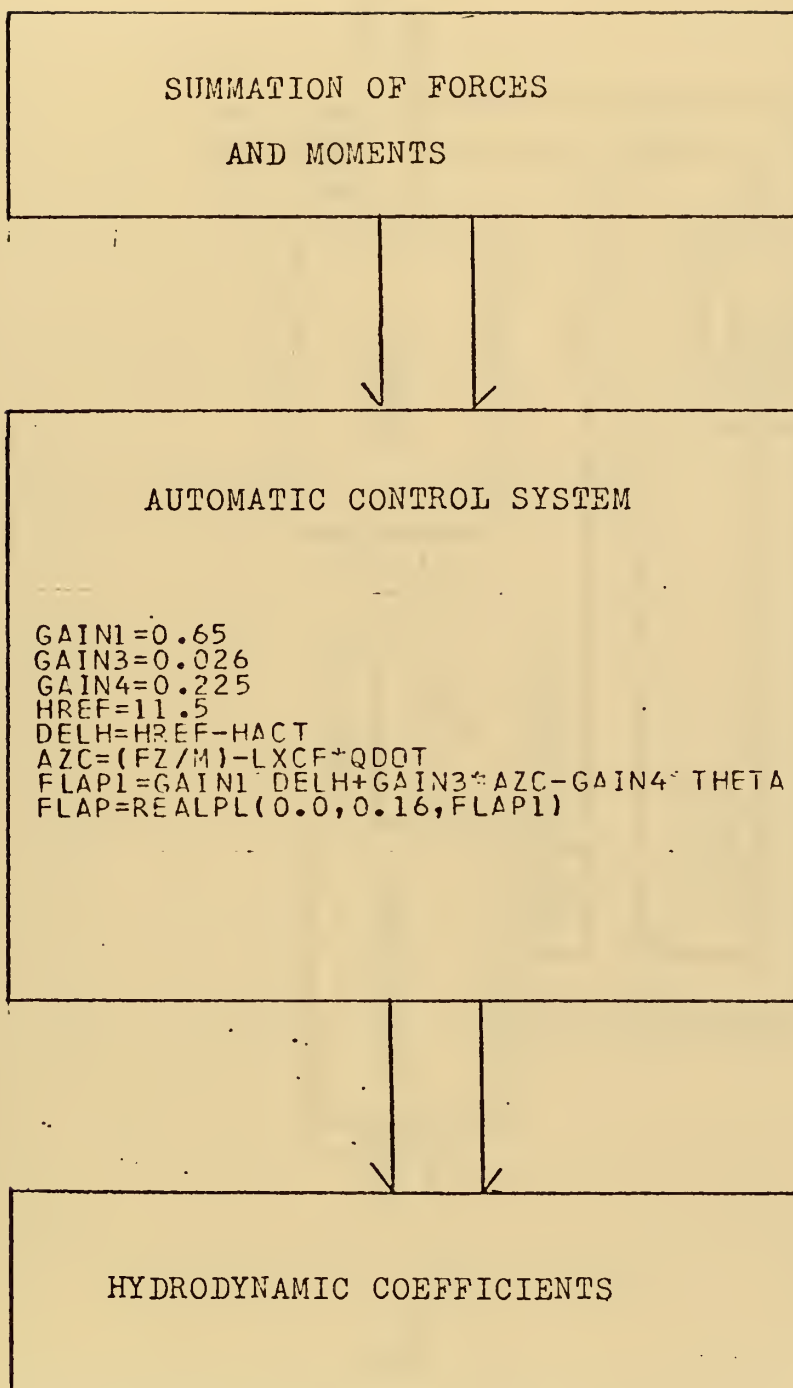 SUMMATION OF FORCES
AND MOMENTS
AUTOMATIC CONTROL SYSTEM
GAIN1=0.65
GAIN3=0.026
GAIN4=0.225
HREF=11.5
DELH=HREF-HACT
AZC=(FZ/M)-LXCF*QDOT
FLAP1=GAIN1*DELH+GAIN3*AZC-GAIN4*THETA
FLAP=REALPL(0.0,0.16,FLAP1)
HYDRODYNAMIC COEFFICIENTS